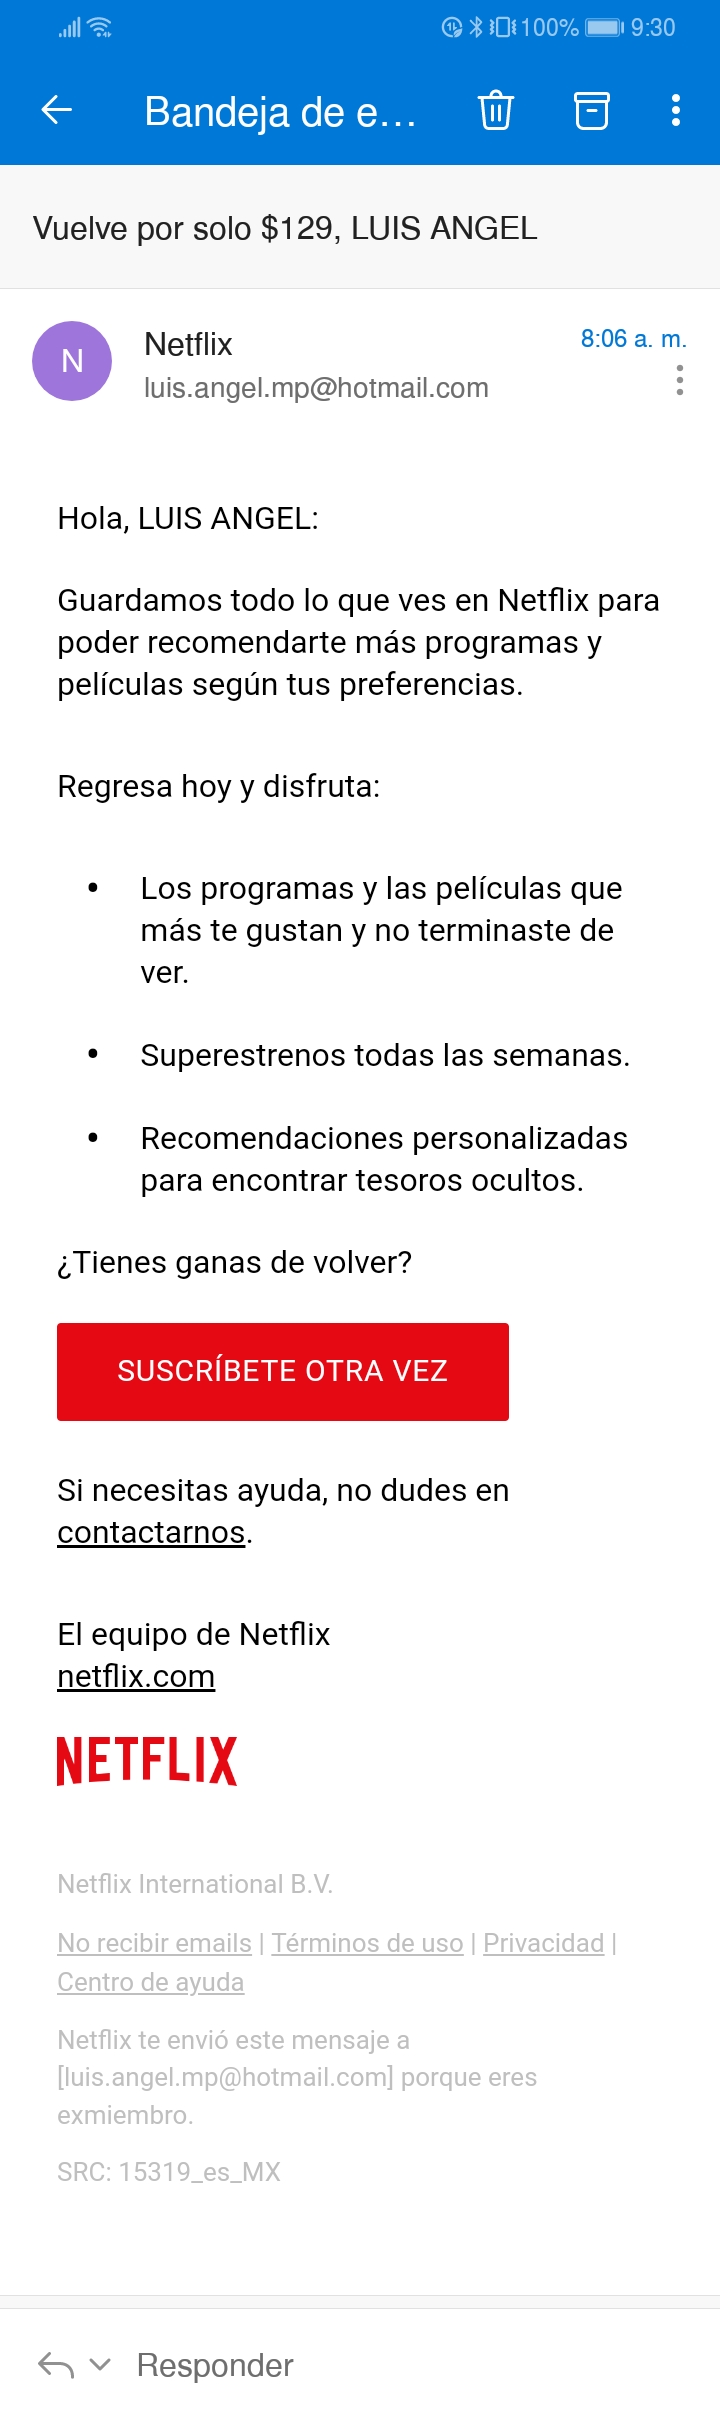 100% 9:30
Bandeja de e...
Vuelve por solo $129, LUIS ANGEL
N
Netflix
8:06 a. m.
luis.angel.mp@hotmail.com
Hola, LUIS ANGEL:
Guardamos todo lo que ves en Netflix para
poder recomendarte más programas y
películas según tus preferencias.
Regresa hoy y disfruta:
• Los programas y las películas que
más te gustan y no terminaste de
ver.
• Superestrenos todas las semanas.
• Recomendaciones personalizadas
para encontrar tesoros ocultos.
¿Tienes ganas de volver?
SUSCRÍBETE OTRA VEZ
Si necesitas ayuda, no dudes en
contactarnos.
El equipo de Netflix
netflix.com
NETFLIX
Netflix International B.V.
No recibir emails | Términos de uso | Privacidad |
Centro de ayuda
Netflix te envió este mensaje a
[luis.angel.mp@hotmail.com] porque eres
exmiembro.
SRC: 15319_es_MX
Responder